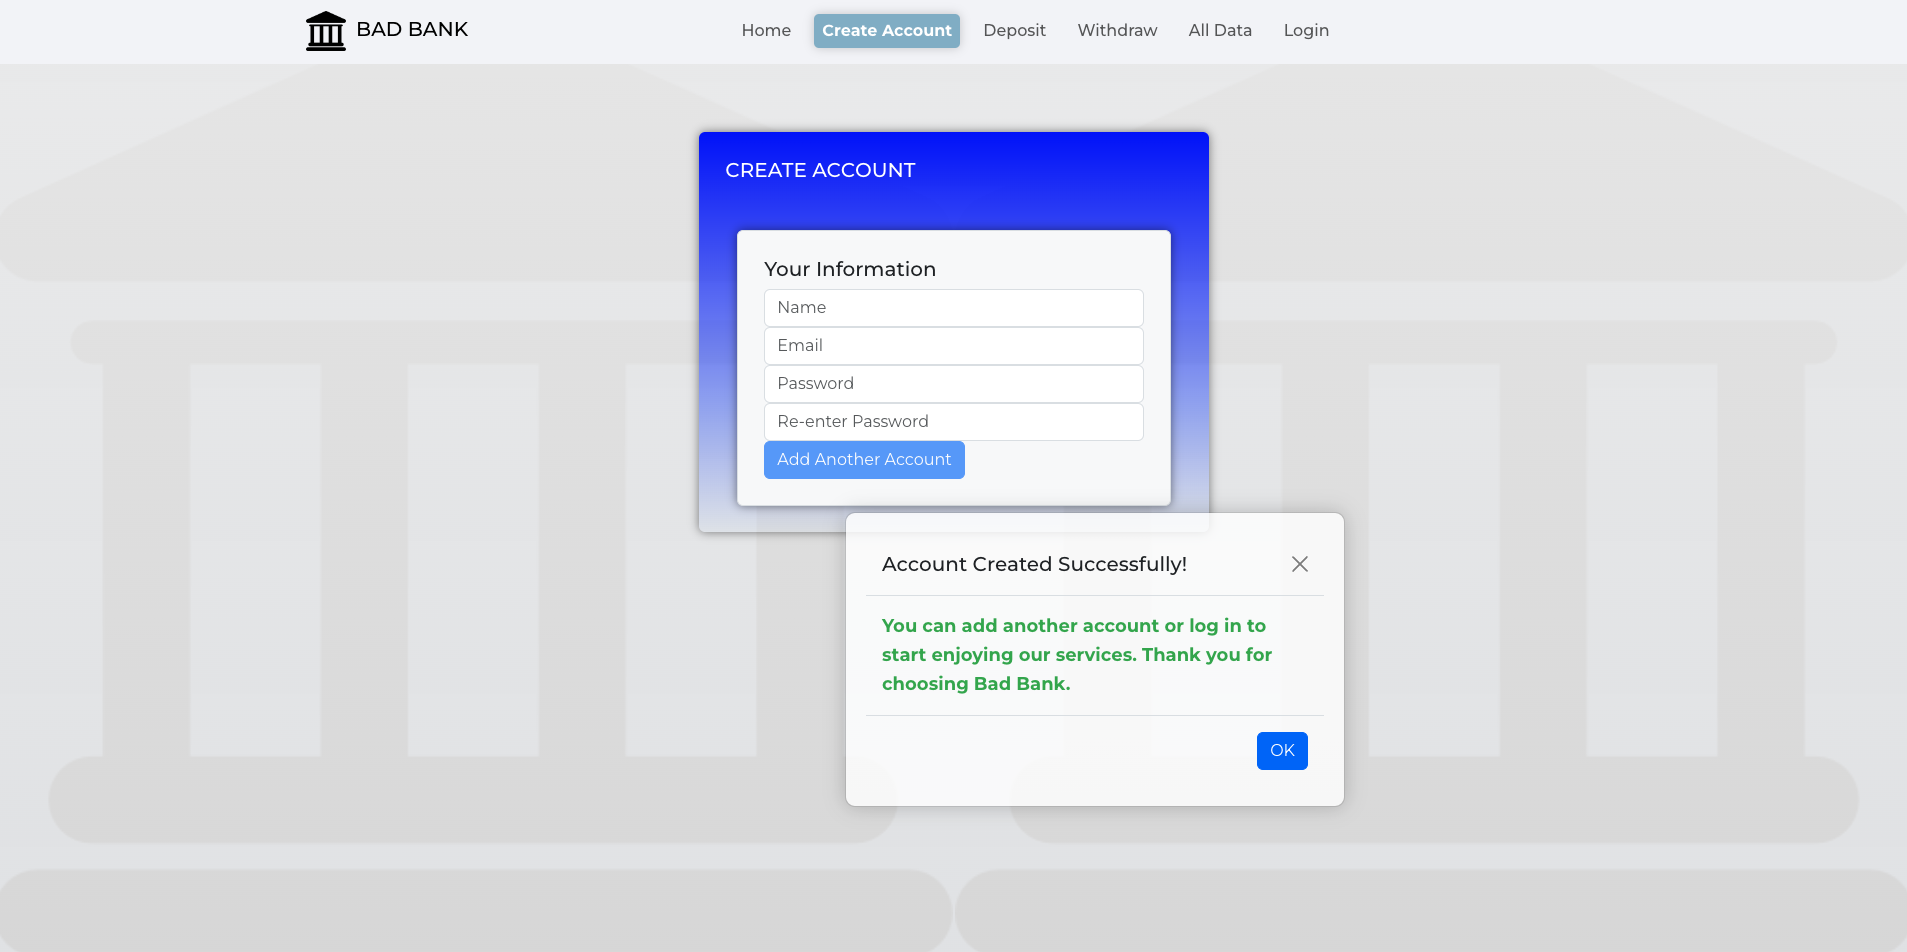 BAD BANK
Home Create Account Deposit Withdraw All Data Login
CREATE ACCOUNT
Your Information
Name
Email
Password
Re-enter Password
Add Another Account
Account Created Successfully!
You can add another account or log in to
start enjoying our services. Thank you for
choosing Bad Bank.
OK